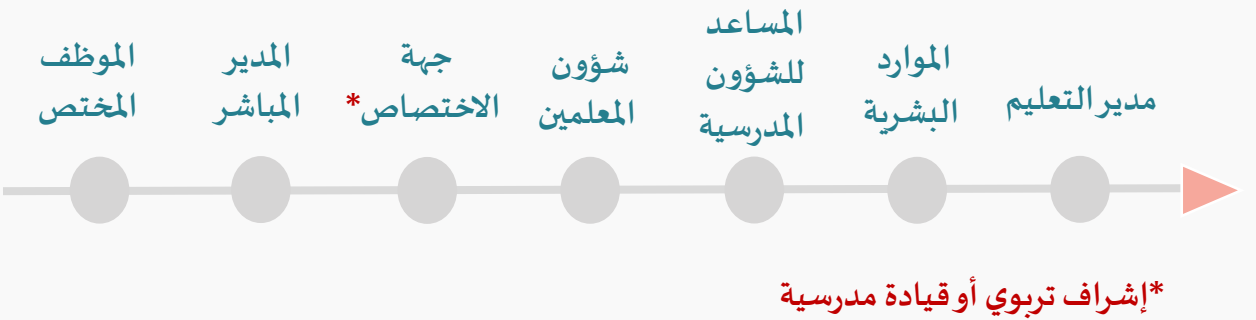 الموظف
المختص
المدير
المباشر
جهة
الاختصاص*
شؤون
المعلمين
المساعد
للشؤون
المدرسية
الموارد
البشرية
مدير التعليم
*إشراف تربوي أو قيادة مدرسية